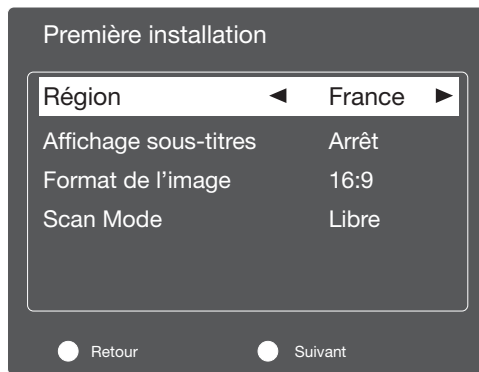 Première installation
Région ◄ France ►
Affichage sous-titres Arrêt
Format de l’image 16:9
Scan Mode Libre
Retour Suivant